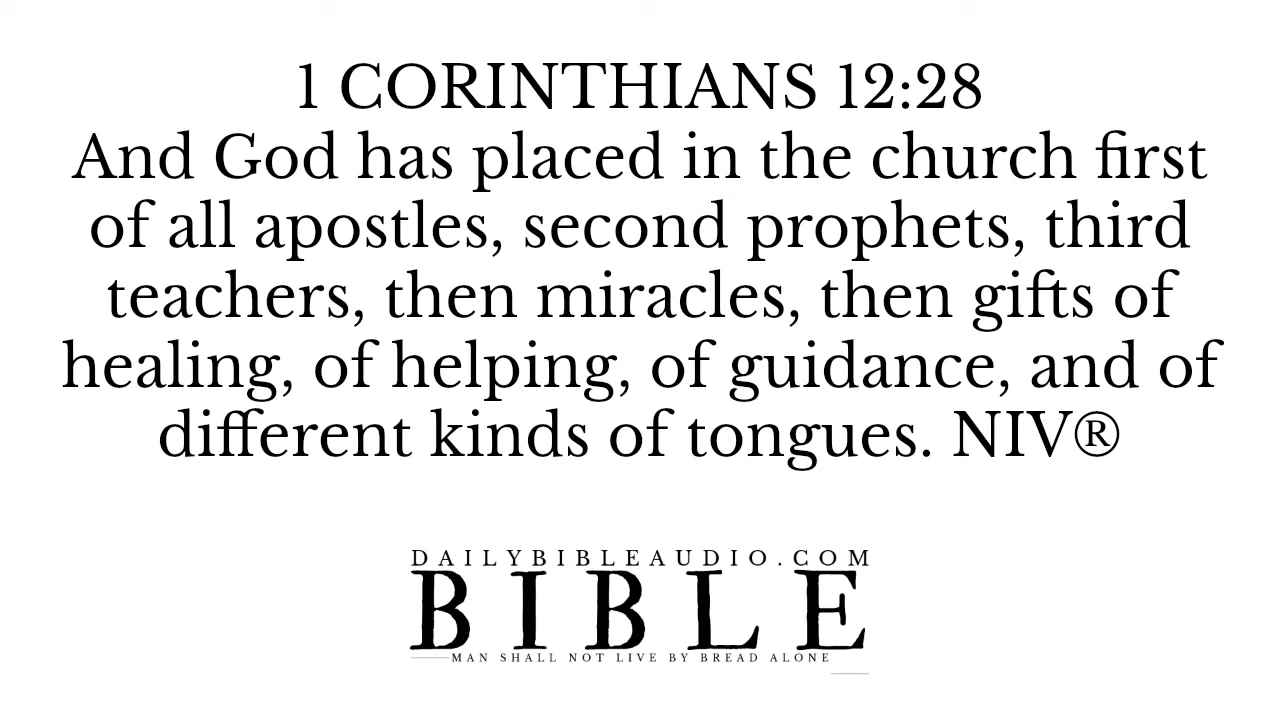 1 CORINTHIANS 12:28
And God has placed in the church first
of all apostles, second prophets, third
teachers, then miracles, then gifts of
healing, of helping, of guidance, and of
different kinds of tongues. NIV®
DAILYBIBLEAUDIO.COM
BIBLE
MAN SHALL NOT LIVE BY BREAD ALONE